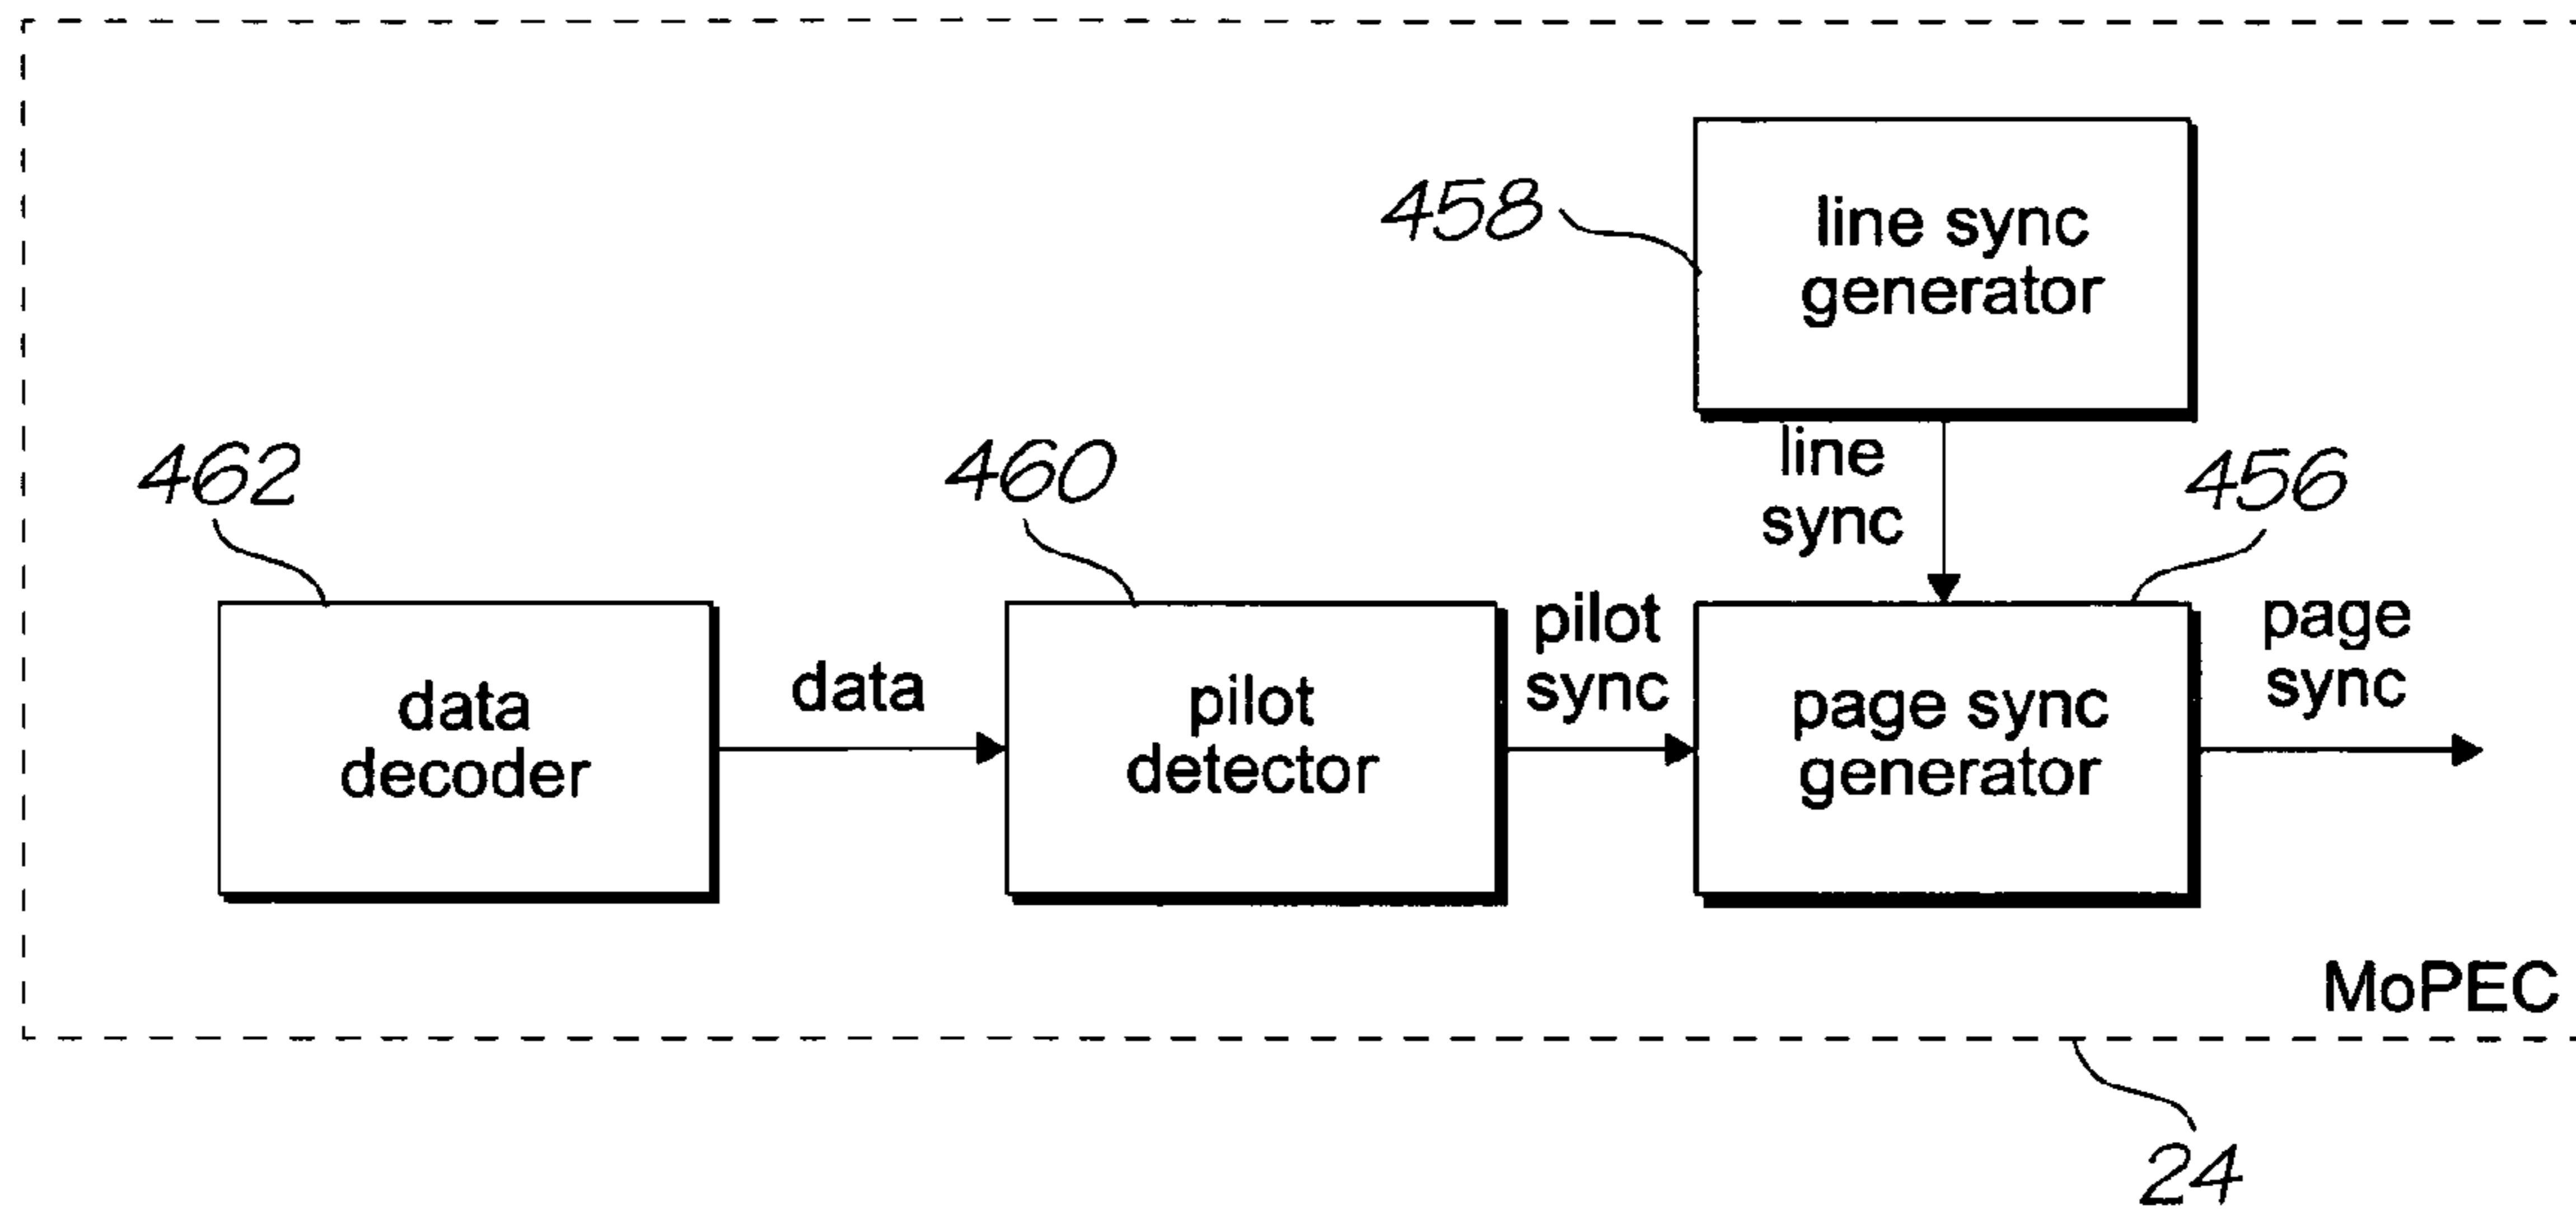 458
line sync
generator
line
sync
462
460
456
data
decoder
data
pilot
detector
pilot
sync
page sync
generator
page
sync
MoPEC
24